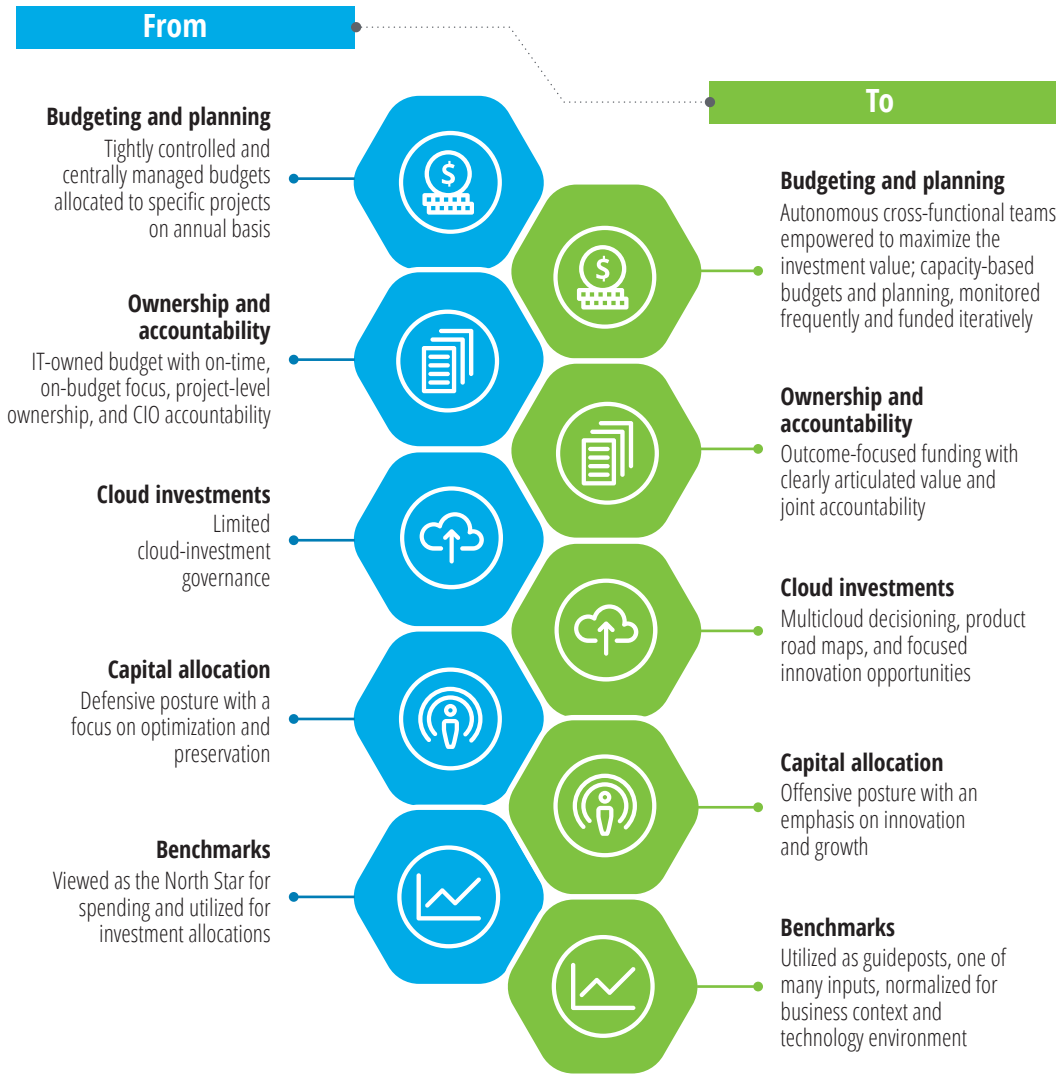 From
To
Budgeting and planning
Tightly controlled and
centrally managed budgets
allocated to specific projects
on annual basis
Budgeting and planning
Autonomous cross-functional teams
empowered to maximize the
investment value; capacity-based
budgets and planning, monitored
frequently and funded iteratively
Ownership and
accountability
IT-owned budget with on-time,
on-budget focus, project-level
ownership, and CIO accountability
Ownership and
accountability
Outcome-focused funding with
clearly articulated value and
joint accountability
Cloud investments
Limited
cloud-investment
governance
Cloud investments
Multicloud decisioning, product
road maps, and focused
innovation opportunities
Capital allocation
Defensive posture with a
focus on optimization and
preservation
Capital allocation
Offensive posture with an
emphasis on innovation
and growth
Benchmarks
Viewed as the North Star for
spending and utilized for
investment allocations
Benchmarks
Utilized as guideposts, one of
many inputs, normalized for
business context and
technology environment
$
$